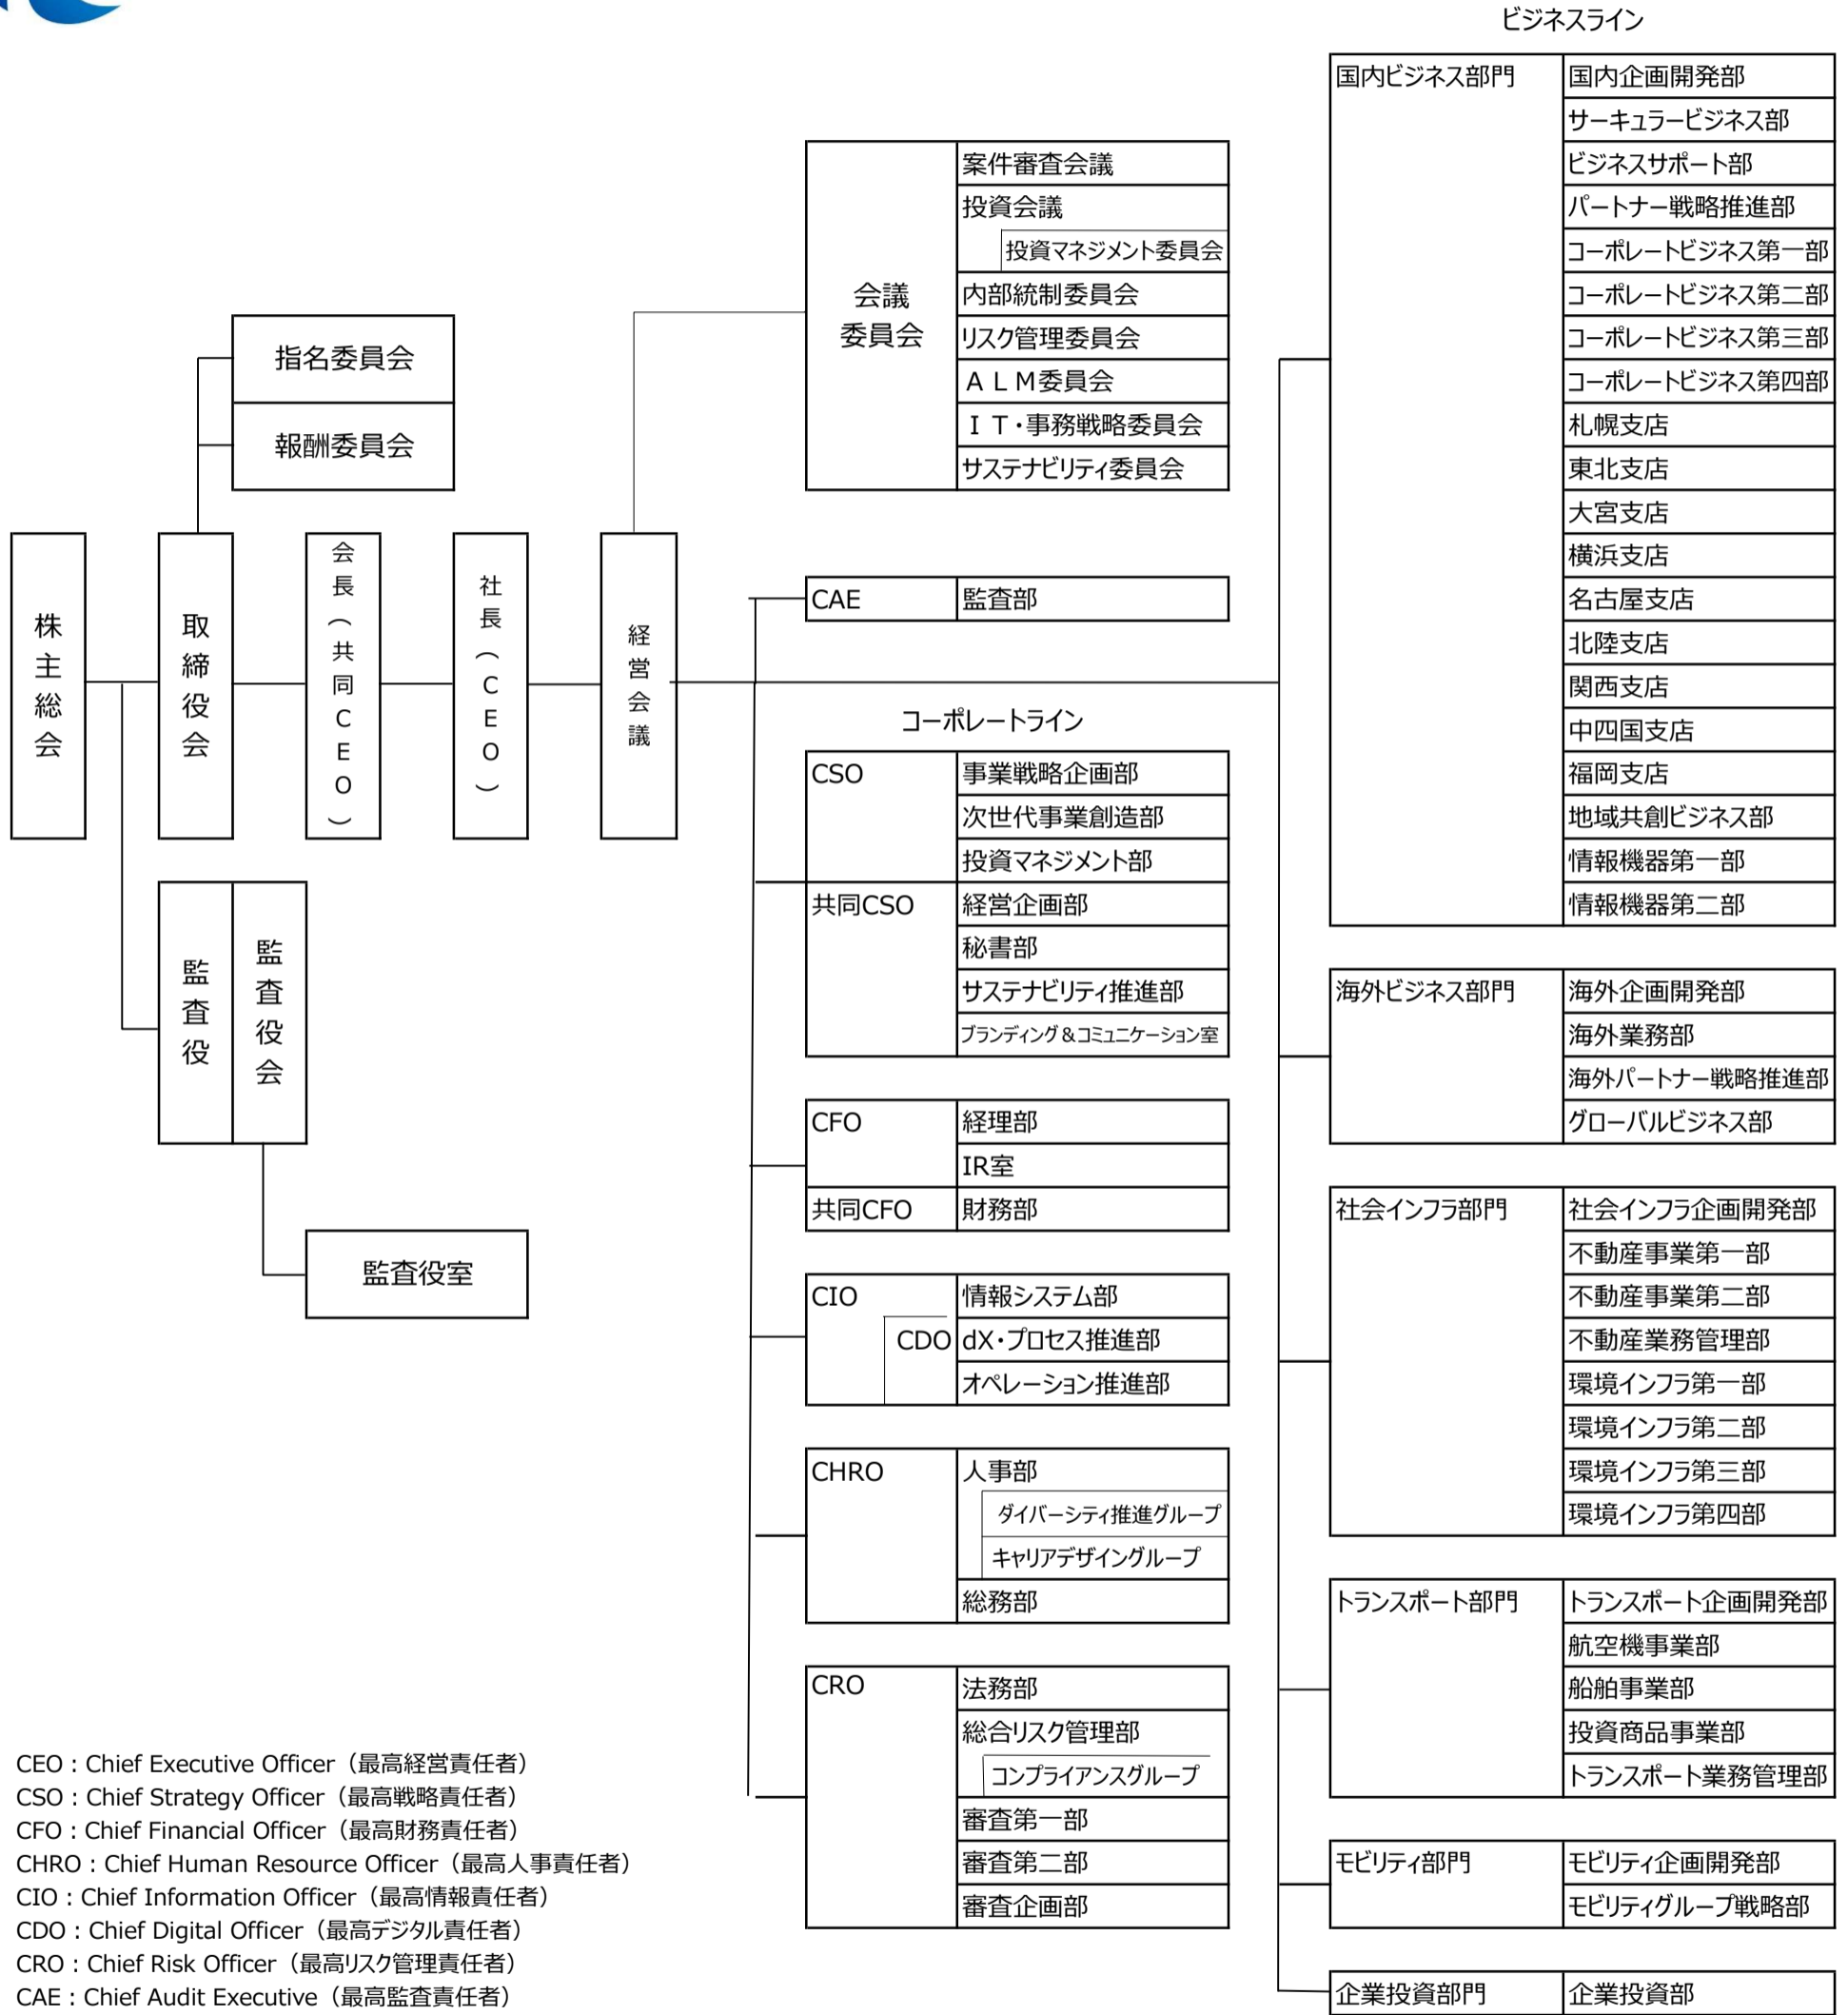 ビジネスライン
指名委員会
報酬委員会
株主総会
取締役会
会長（共同CEO）
社長（CEO）
経営会議
監査役
監査役会
監査役室
会議
委員会
案件審査会議
投資会議
投資マネジメント委員会
内部統制委員会
リスク管理委員会
ＡＬＭ委員会
ＩＴ・事務戦略委員会
サステナビリティ委員会
CAE 監査部
コーポレートライン
CSO 事業戦略企画部
次世代事業創造部
投資マネジメント部
共同CSO 経営企画部
秘書部
サステナビリティ推進部
ブランディング＆コミュニケーション室
CFO 経理部
IR室
共同CFO 財務部
CIO 情報システム部
CDO dX・プロセス推進部
オペレーション推進部
CHRO 人事部
ダイバーシティ推進グループ
キャリアデザイングループ
総務部
CRO 法務部
総合リスク管理部
コンプライアンスグループ
審査第一部
審査第二部
審査企画部
国内ビジネス部門 国内企画開発部
サーキュラービジネス部
ビジネスサポート部
パートナー戦略推進部
コーポレートビジネス第一部
コーポレートビジネス第二部
コーポレートビジネス第三部
コーポレートビジネス第四部
札幌支店
東北支店
大宮支店
横浜支店
名古屋支店
北陸支店
関西支店
中四国支店
福岡支店
地域共創ビジネス部
情報機器第一部
情報機器第二部
海外ビジネス部門 海外企画開発部
海外業務部
海外パートナー戦略推進部
グローバルビジネス部
社会インフラ部門 社会インフラ企画開発部
不動産事業第一部
不動産事業第二部
不動産業務管理部
環境インフラ第一部
環境インフラ第二部
環境インフラ第三部
環境インフラ第四部
トランスポート部門 トランスポート企画開発部
航空機事業部
船舶事業部
投資商品事業部
トランスポート業務管理部
モビリティ部門 モビリティ企画開発部
モビリティグループ戦略部
企業投資部門 企業投資部
CEO：Chief Executive Officer（最高経営責任者）
CSO：Chief Strategy Officer（最高戦略責任者）
CFO：Chief Financial Officer（最高財務責任者）
CHRO：Chief Human Resource Officer（最高人事責任者）
CIO：Chief Information Officer（最高情報責任者）
CDO：Chief Digital Officer（最高デジタル責任者）
CRO：Chief Risk Officer（最高リスク管理責任者）
CAE：Chief Audit Executive（最高監査責任者）